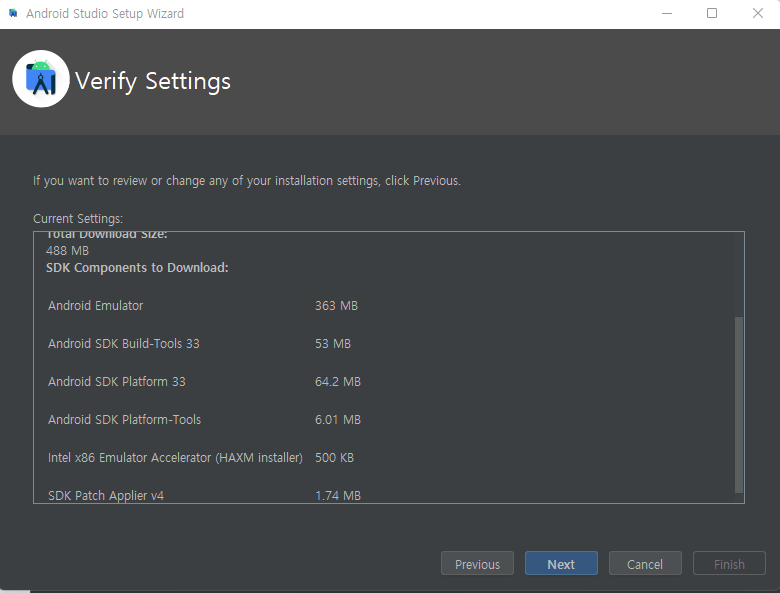 Android Studio Setup Wizard
Verify Settings
If you want to review or change any of your installation settings, click Previous.
Current Settings:
Total Download Size:
488 MB
SDK Components to Download:
Android Emulator 363 MB
Android SDK Build-Tools 33 53 MB
Android SDK Platform 33 64.2 MB
Android SDK Platform-Tools 6.01 MB
Intel x86 Emulator Accelerator (HAXM installer) 500 KB
SDK Patch Applier v4 1.74 MB
Previous Next Cancel Finish